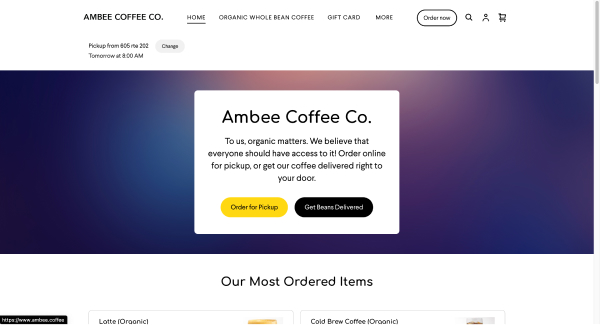 AMBEE COFFEE CO.
HOME
ORGANIC WHOLE BEAN COFFEE
GIFT CARD
MORE
Order now
Pickup from 605 rte 202
Change
Tomorrow at 8:00 AM
Ambee Coffee Co.
To us, organic matters. We believe that
everyone should have access to it! Order online
for pickup, or get our coffee delivered right to
your door.
Order for Pickup
Get Beans Delivered
Our Most Ordered Items
Latte (Organic)
Cold Brew Coffee (Organic)
https://www.ambee.coffee